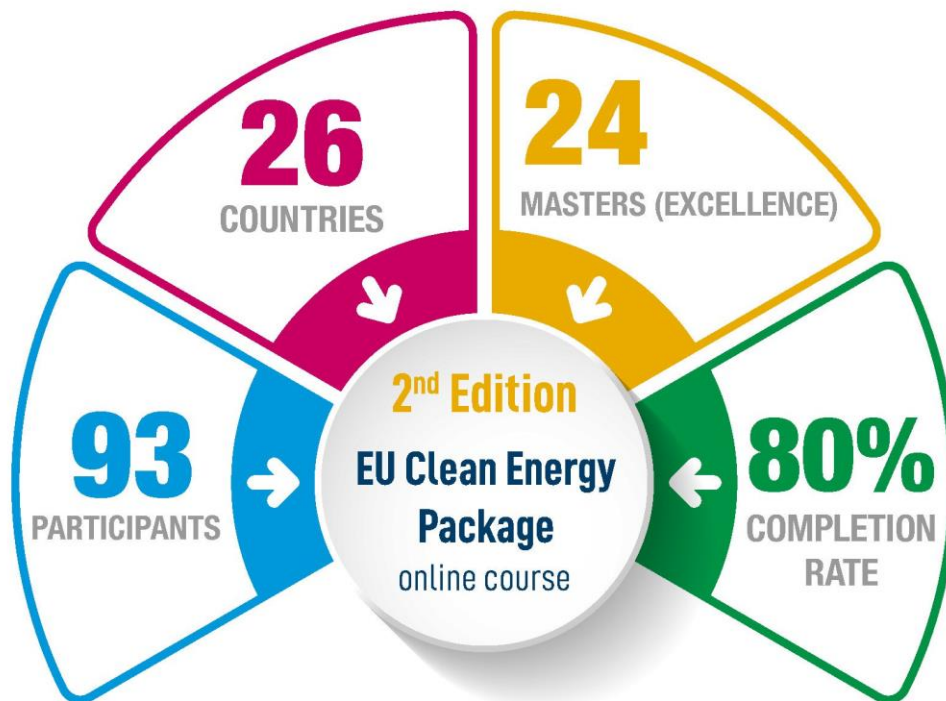 26
COUNTRIES
24
MASTERS (EXCELLENCE)
93
PARTICIPANTS
2nd Edition
EU Clean Energy
Package
online course
80%
COMPLETION
RATE